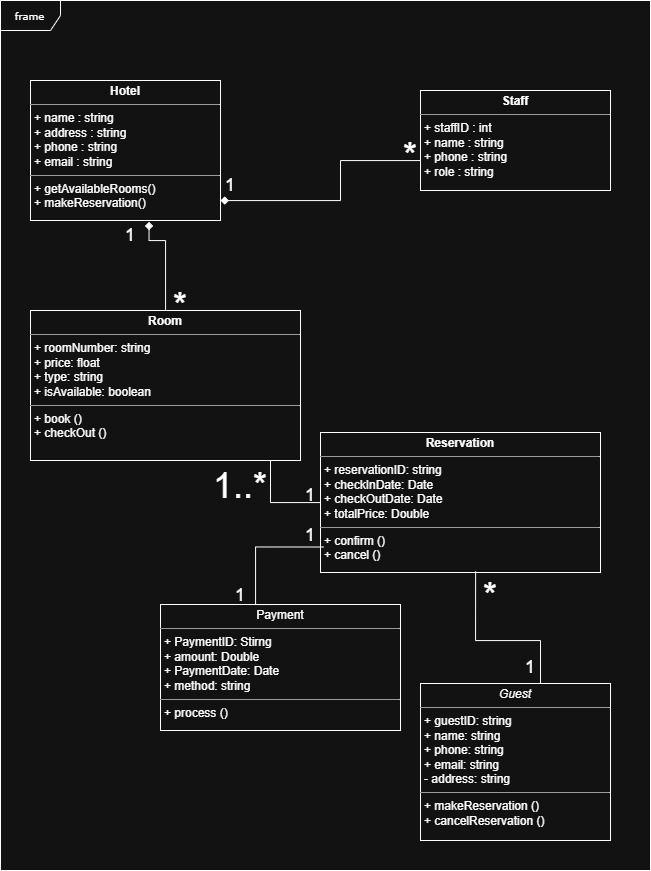 frame
Hotel
+ name : string
+ address : string
+ phone : string
+ email : string
+ getAvailableRooms()
+ makeReservation()
Staff
+ staffID : int
+ name : string
+ phone : string
+ role : string
1
*
1
*
Room
+ roomNumber: string
+ price: float
+ type: string
+ isAvailable: boolean
+ book ()
+ checkOut ()
1..*
1
Reservation
+ reservationID: string
+ checkInDate: Date
+ checkOutDate: Date
+ totalPrice: Double
+ confirm ()
+ cancel ()
1
1
*
1
Payment
+ PaymentID: Stirng
+ amount: Double
+ PaymentDate: Date
+ method: string
+ process ()
Guest
+ guestID: string
+ name: string
+ phone: string
+ email: string
- address: string
+ makeReservation ()
+ cancelReservation ()